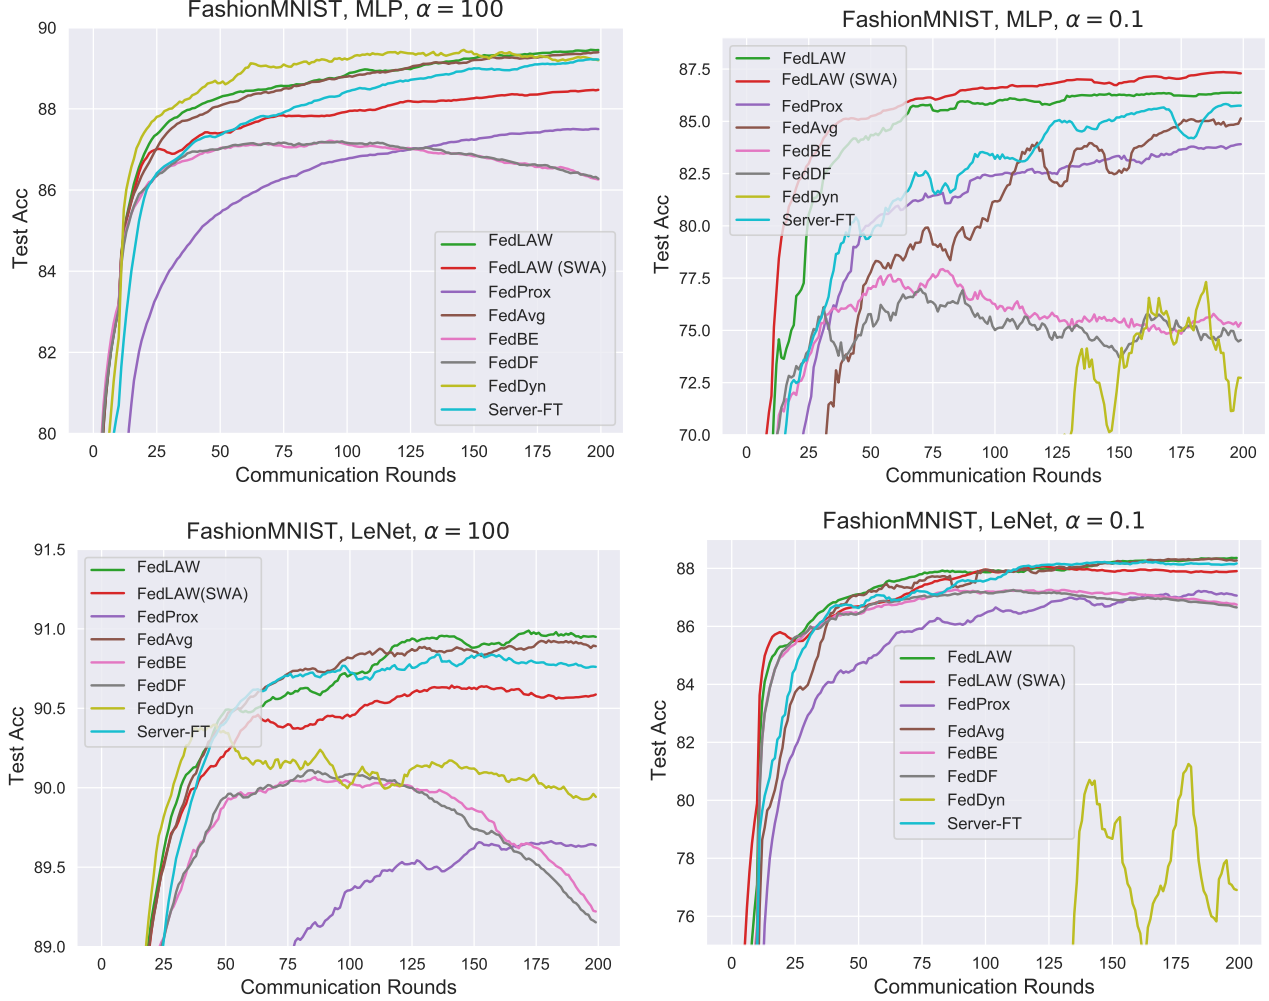 FashionMNIST, MLP, α = 100
90
88
86
84
82
80
Test Acc
0 25 50 75 100 125 150 175 200
Communication Rounds
FedLAW
FedLAW (SWA)
FedProx
FedAvg
FedBE
FedDF
FedDyn
Server-FT
FashionMNIST, MLP, α = 0.1
87.5
85.0
82.5
80.0
77.5
75.0
72.5
70.0
Test Acc
0 25 50 75 100 125 150 175 200
Communication Rounds
FedLAW
FedLAW (SWA)
FedProx
FedAvg
FedBE
FedDF
FedDyn
Server-FT
FashionMNIST, LeNet, α = 100
91.5
91.0
90.5
90.0
89.5
89.0
Test Acc
0 25 50 75 100 125 150 175 200
Communication Rounds
FedLAW
FedLAW(SWA)
FedProx
FedAvg
FedBE
FedDF
FedDyn
Server-FT
FashionMNIST, LeNet, α = 0.1
88
86
84
82
80
78
76
Test Acc
0 25 50 75 100 125 150 175 200
Communication Rounds
FedLAW
FedLAW (SWA)
FedProx
FedAvg
FedBE
FedDF
FedDyn
Server-FT